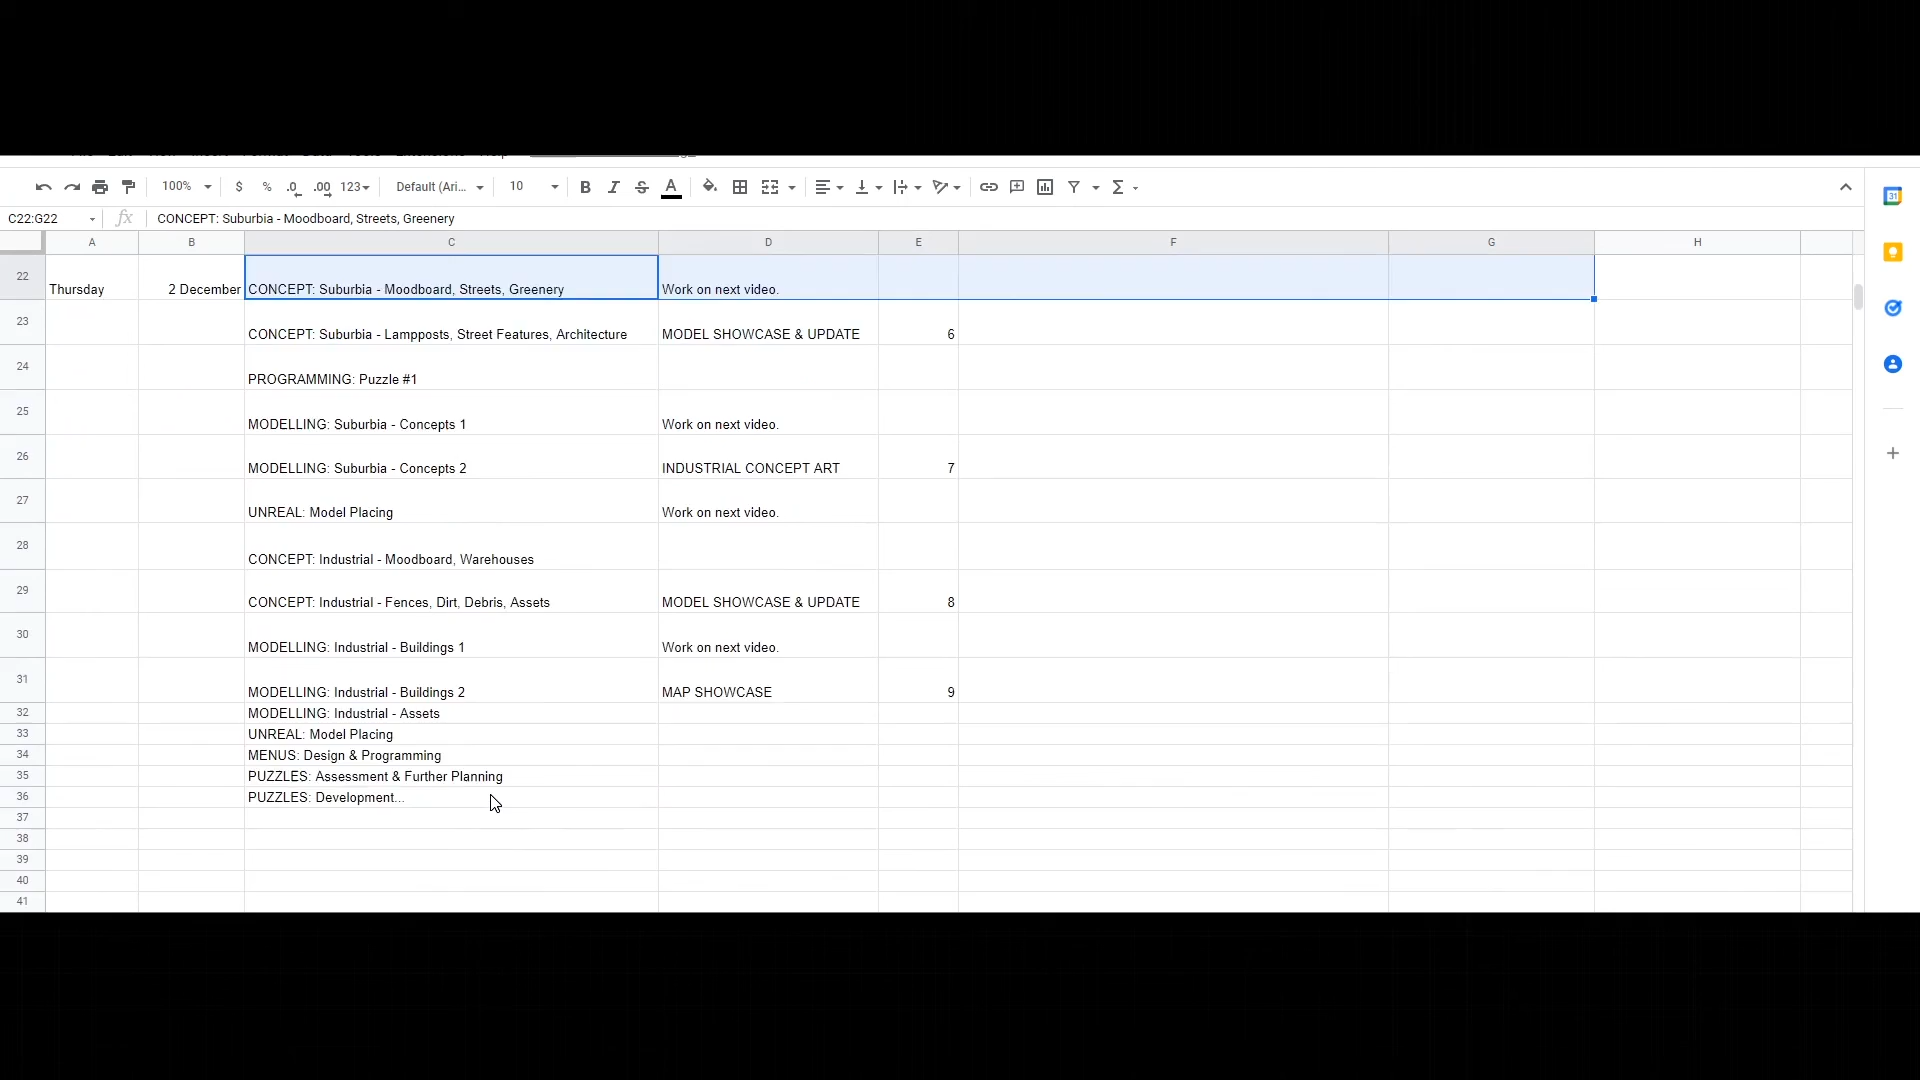 100% $ % .0 .00 123 Default (Ari... 10 B I S A
C22:G22 fx CONCEPT: Suburbia - Moodboard, Streets, Greenery
A B C D E F G H
22 Thursday 2 December CONCEPT: Suburbia - Moodboard, Streets, Greenery Work on next video.
23 CONCEPT: Suburbia - Lampposts, Street Features, Architecture MODEL SHOWCASE & UPDATE 6
24 PROGRAMMING: Puzzle #1
25 MODELLING: Suburbia - Concepts 1 Work on next video.
26 MODELLING: Suburbia - Concepts 2 INDUSTRIAL CONCEPT ART 7
27 UNREAL: Model Placing Work on next video.
28 CONCEPT: Industrial - Moodboard, Warehouses
29 CONCEPT: Industrial - Fences, Dirt, Debris, Assets MODEL SHOWCASE & UPDATE 8
30 MODELLING: Industrial - Buildings 1 Work on next video.
31 MODELLING: Industrial - Buildings 2 MAP SHOWCASE 9
32 MODELLING: Industrial - Assets
33 UNREAL: Model Placing
34 MENUS: Design & Programming
35 PUZZLES: Assessment & Further Planning
36 PUZZLES: Development...
37
38
39
40
41